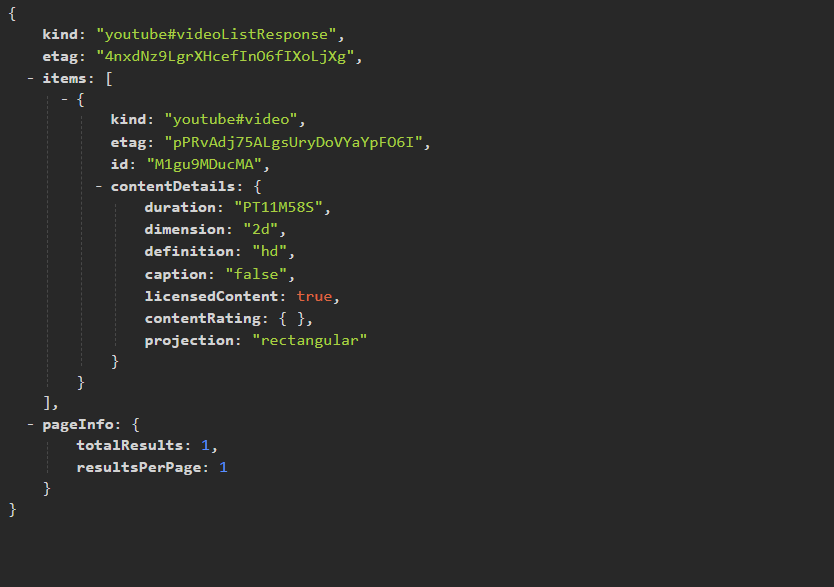 {
kind: "youtube#videoListResponse",
etag: "4nxdNz9LgrXHcefInO6fIXoLjXg",
- items: [
- {
kind: "youtube#video",
etag: "pPRvAdj75ALgsUryDoVYaYpFO6I",
id: "M1gu9MDucMA",
- contentDetails: {
duration: "PT11M58S",
dimension: "2d",
definition: "hd",
caption: "false",
licensedContent: true,
contentRating: { },
projection: "rectangular"
}
}
],
- pageInfo: {
totalResults: 1,
resultsPerPage: 1
}
}